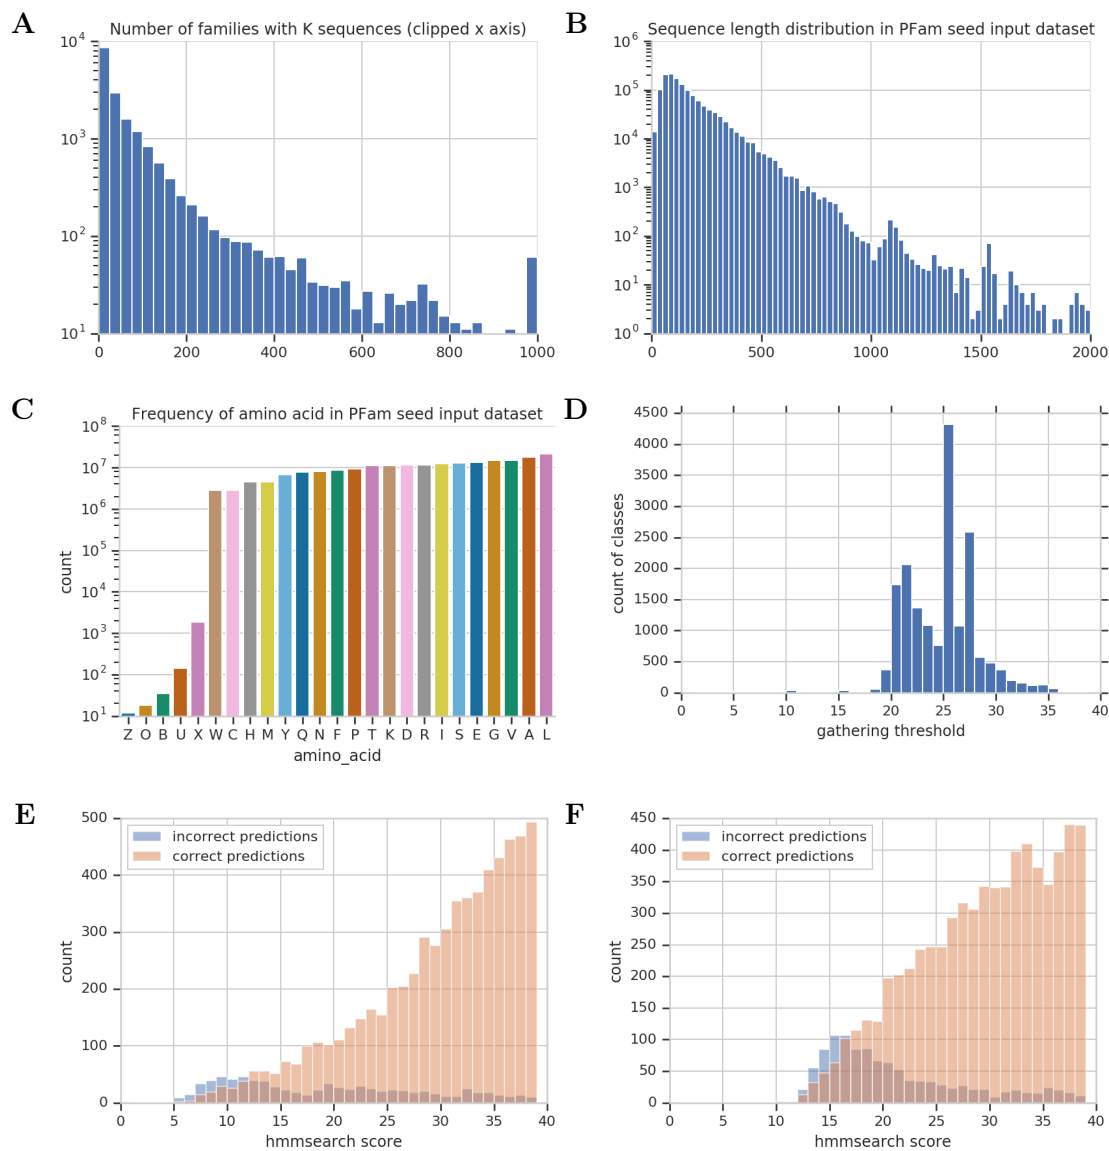 A
Number of families with K sequences (clipped x axis)
10^4
10^3
10^2
10^1
0 200 400 600 800 1000
B
Sequence length distribution in PFam seed input dataset
10^6
10^5
10^4
10^3
10^2
10^1
10^0
0 500 1000 1500 2000
C
Frequency of amino acid in PFam seed input dataset
count
10^8
10^7
10^6
10^5
10^4
10^3
10^2
10^1
Z O B U X W C H M Y Q N F P T K D R I S E G V A L
amino_acid
D
count of classes
4500
4000
3500
3000
2500
2000
1500
1000
500
0
0 5 10 15 20 25 30 35 40
gathering threshold
E
incorrect predictions
correct predictions
count
500
400
300
200
100
0
0 5 10 15 20 25 30 35 40
hmmsearch score
F
incorrect predictions
correct predictions
count
450
400
350
300
250
200
150
100
50
0
0 5 10 15 20 25 30 35 40
hmmsearch score